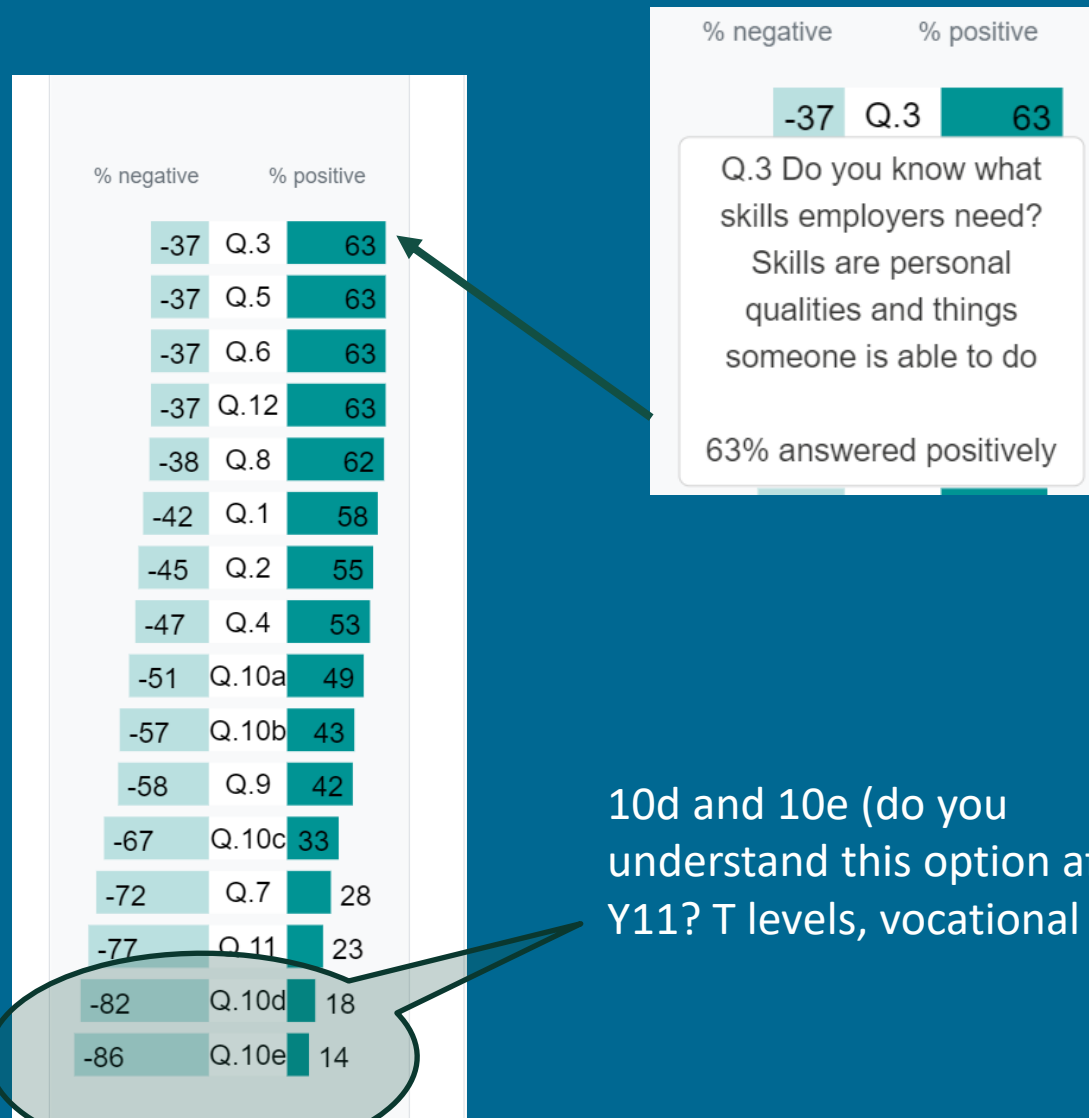 % negative % positive
-37 Q.3 63
-37 Q.5 63
-37 Q.6 63
-37 Q.12 63
-38 Q.8 62
-42 Q.1 58
-45 Q.2 55
-47 Q.4 53
-51 Q.10a 49
-57 Q.10b 43
-58 Q.9 42
-67 Q.10c 33
-72 Q.7 28
-77 Q.11 23
-82 Q.10d 18
-86 Q.10e 14
% negative % positive
-37 Q.3 63
Q.3 Do you know what
skills employers need?
Skills are personal
qualities and things
someone is able to do
63% answered positively
10d and 10e (do you
understand this option
Y11? T levels, vocational